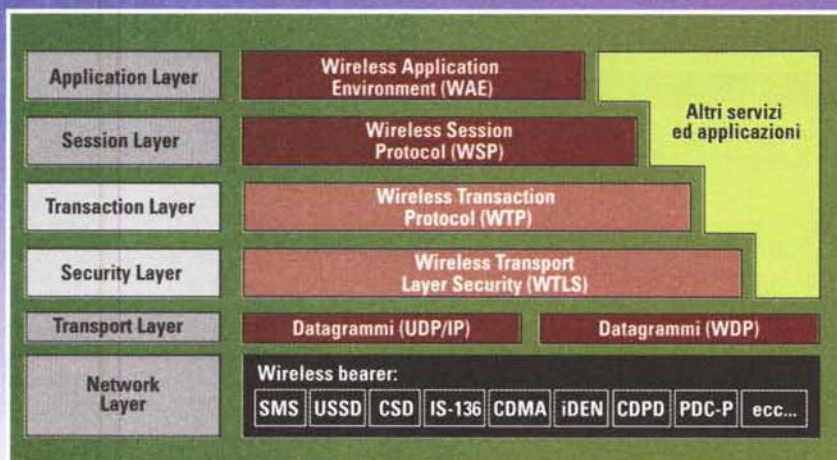 Application Layer
Wireless Application
Environment (WAE)
Altri servizi
ed applicazioni
Session Layer
Wireless Session
Protocol (WSP)
Transaction Layer
Wireless Transaction
Protocol (WTP)
Security Layer
Wireless Transport
Layer Security (WTLS)
Transport Layer
Datagrammi (UDP/IP)
Datagrammi (WDP)
Network
Layer
Wireless bearer:
SMS USSD CSD IS-136 CDMA iDEN CDPD PDC-P ecc...